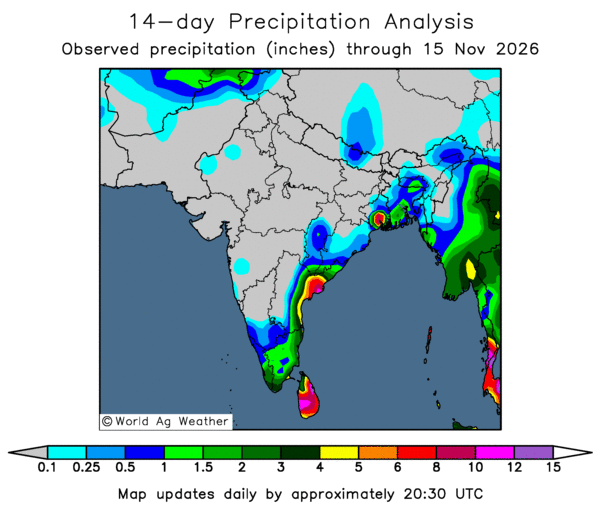 14-day Precipitation Analysis
Observed precipitation (inches) through 15 Nov 2026
©World Ag Weather
0.1 0.25 0.5 1 1.5 2 3 4 5 6 8 10 12 15
Map updates daily by approximately 20:30 UTC